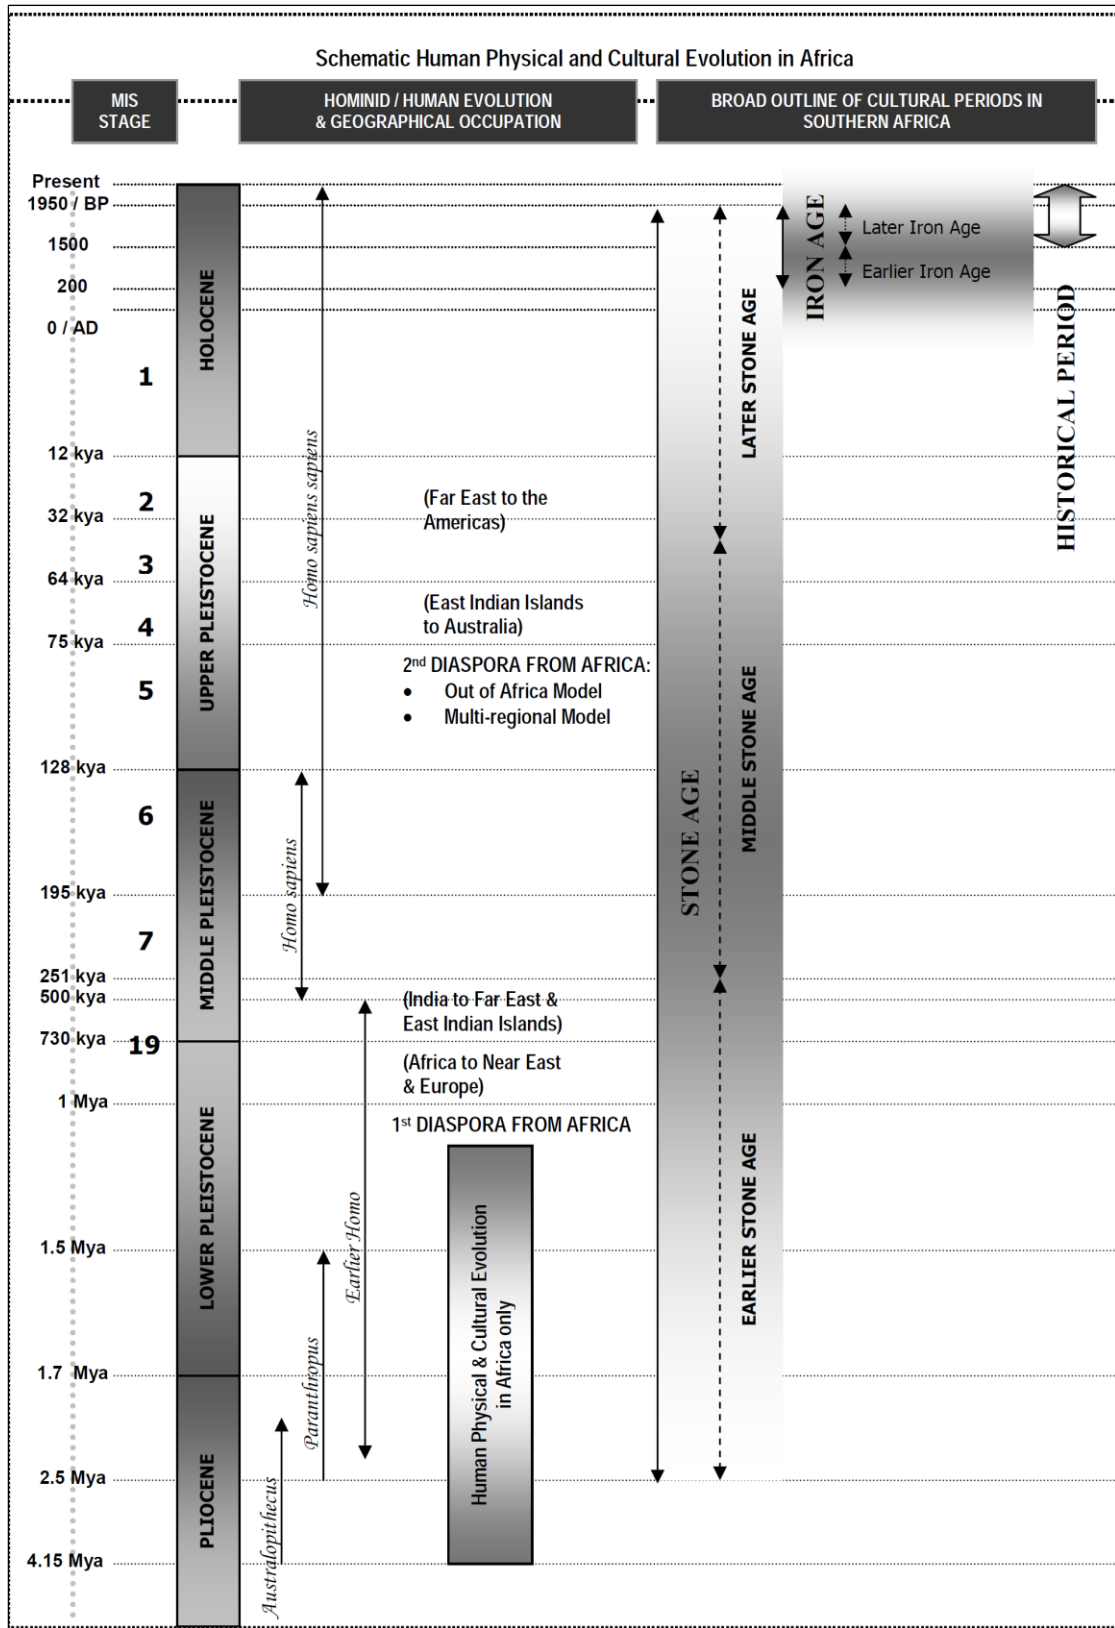 Schematic Human Physical and Cultural Evolution in Africa
MIS
STAGE
HOMINID / HUMAN EVOLUTION
& GEOGRAPHICAL OCCUPATION
BROAD OUTLINE OF CULTURAL PERIODS IN
SOUTHERN AFRICA
Present
1950 / BP
1500
200
0 / AD
12 kya
32 kya
64 kya
75 kya
128 kya
195 kya
251 kya
500 kya
730 kya
1 Mya
1.5 Mya
1.7 Mya
2.5 Mya
4.15 Mya
1
2
3
4
5
6
7
19
HOLOCENE
UPPER PLEISTOCENE
MIDDLE PLEISTOCENE
LOWER PLEISTOCENE
PLIOCENE
Homo sapiens sapiens
Homo sapiens
Earlier Homo
Paranthropus
Australopithecus
(Far East to the
Americas)
(East Indian Islands
to Australia)
2nd DIASPORA FROM AFRICA:
• Out of Africa Model
• Multi-regional Model
(India to Far East &
East Indian Islands)
(Africa to Near East
& Europe)
1st DIASPORA FROM AFRICA
Human Physical & Cultural Evolution
in Africa only
STONE AGE
LATER STONE AGE
MIDDLE STONE AGE
EARLIER STONE AGE
IRON AGE
Later Iron Age
Earlier Iron Age
HISTORICAL PERIOD